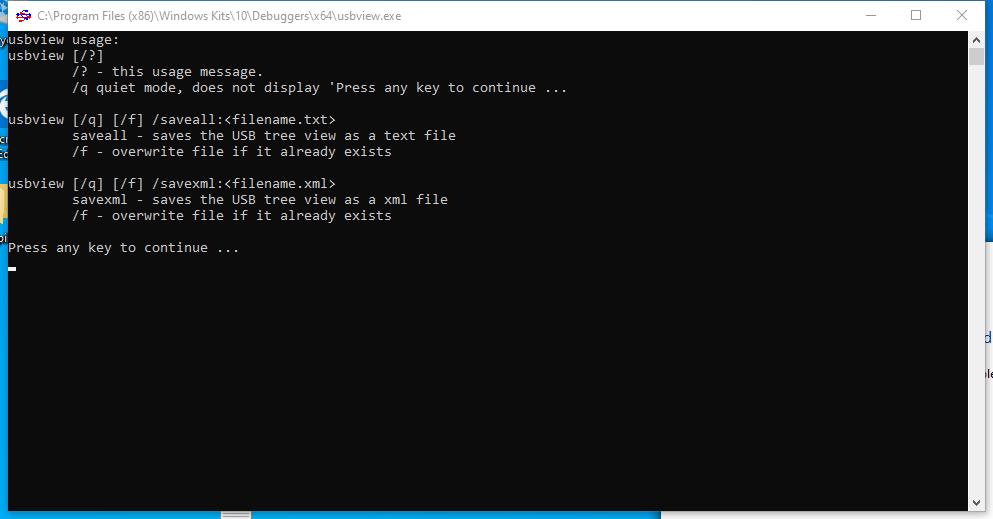 C:\Program Files (x86)\Windows Kits\10\Debuggers\x64\usbview.exe
usbview usage:
usbview [/?]
/? - this usage message.
/q quiet mode, does not display 'Press any key to continue ...
usbview [/q] [/f] /saveall:<filename.txt>
saveall - saves the USB tree view as a text file
/f - overwrite file if it already exists
usbview [/q] [/f] /savexml:<filename.xml>
savexml - saves the USB tree view as a xml file
/f - overwrite file if it already exists
Press any key to continue ...